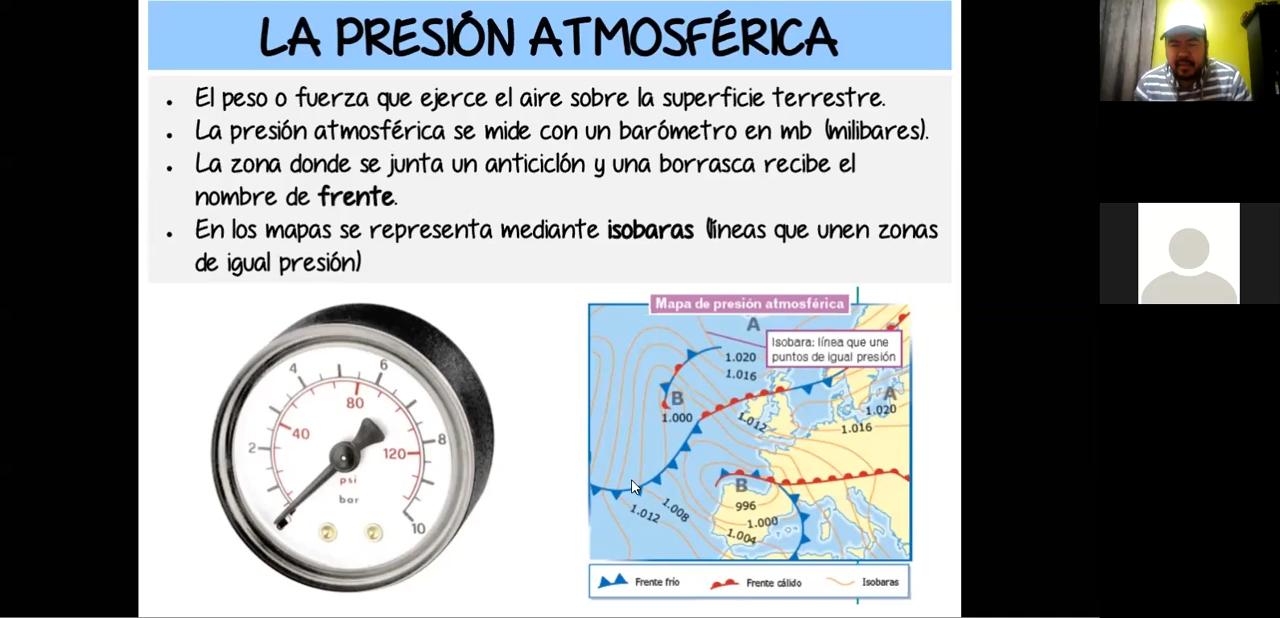 LA PRESIÓN ATMOSFÉRICA
El peso o fuerza que ejerce el aire sobre la superficie terrestre.
La presión atmosférica se mide con un barómetro en mb (milibares).
La zona donde se junta un anticiclón y una borrasca recibe el
nombre de frente.
En los mapas se representa mediante isobaras (líneas que unen zonas
de igual presión)
2
4
6
8
10
40
80
120
psi
bar
Mapa de presión atmosférica
A
Isobara: línea que une
puntos de igual presión
1.020
1.016
B
1.000
1.012
A
1.020
1.016
B
996
1.000
1.004
1.008
1.012
Frente frío
Frente cálido
Isobaras